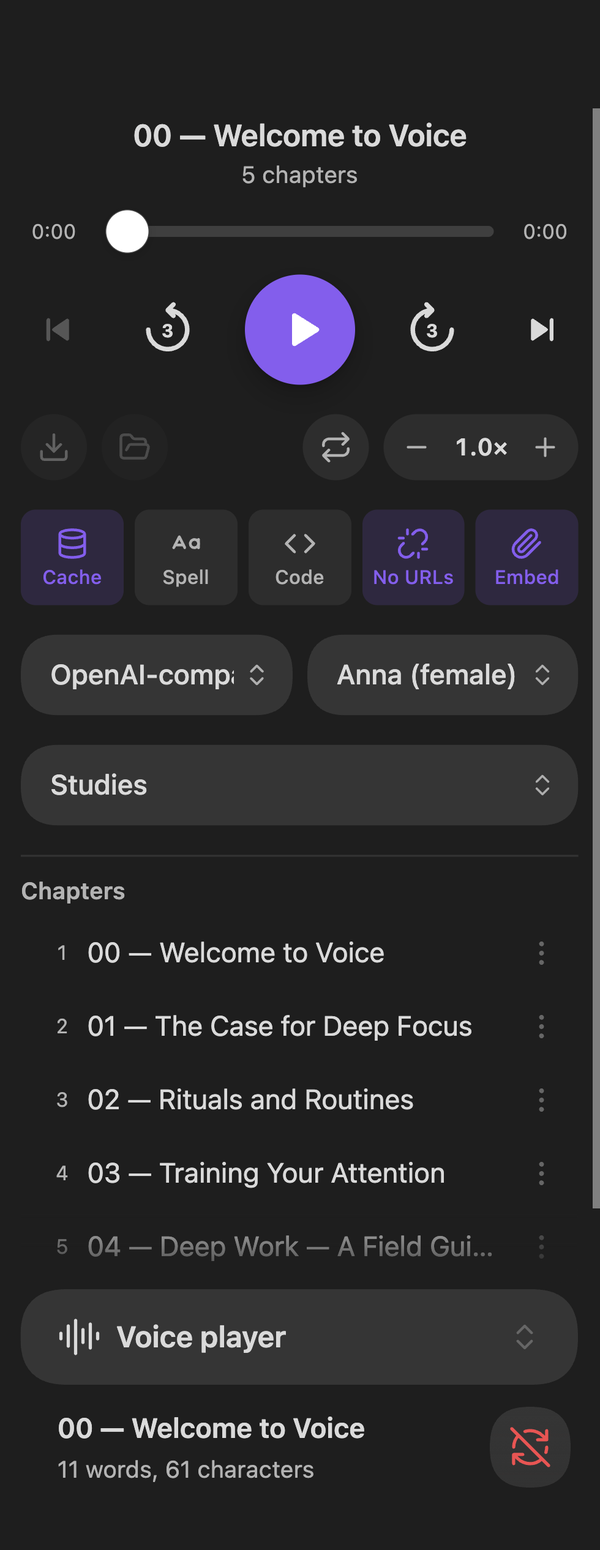 00 — Welcome to Voice
5 chapters
0:00 0:00
3 3
1.0×
Cache Aa Spell Code No URLs Embed
OpenAI-compa Anna (female)
Studies
Chapters
1 00 — Welcome to Voice
2 01 — The Case for Deep Focus
3 02 — Rituals and Routines
4 03 — Training Your Attention
5 04 — Deep Work — A Field Gui...
Voice player
00 — Welcome to Voice
11 words, 61 characters